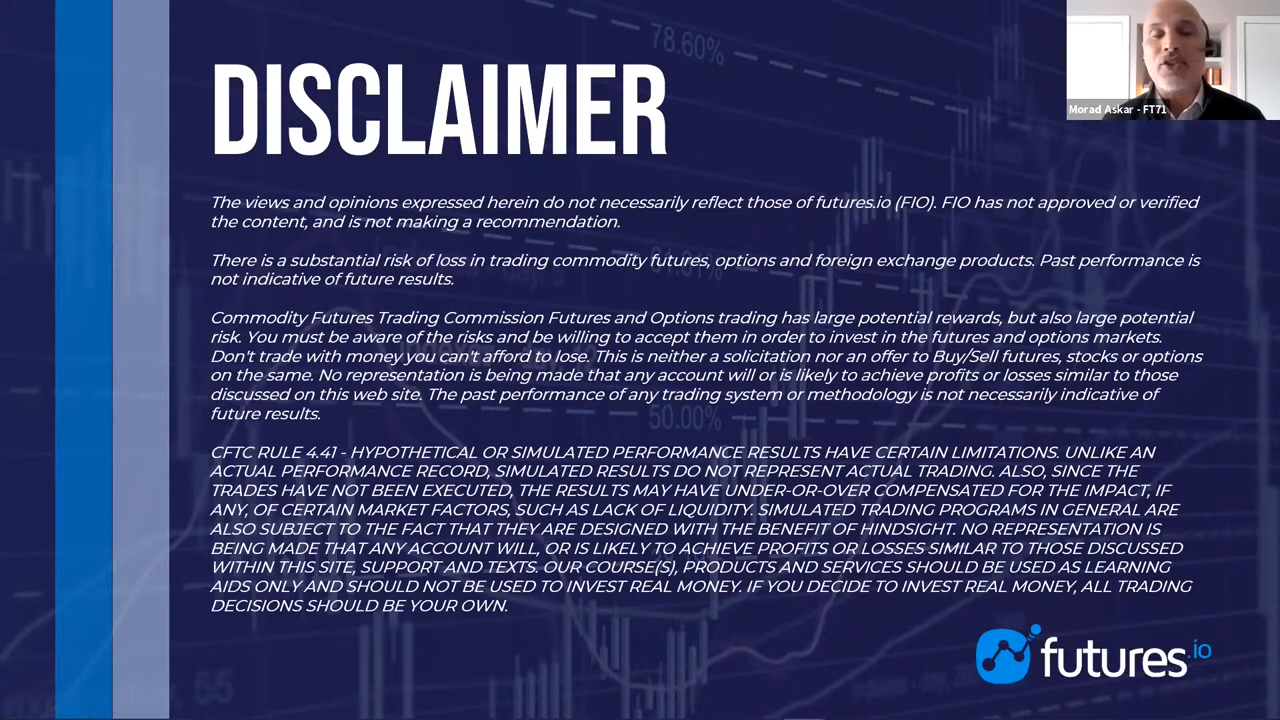 78.60%
Morad Askar - FT71
DISCLAIMER
The views and opinions expressed herein do not necessarily reflect those of futures.io (FIO). FIO has not approved or verified
the content, and is not making a recommendation.
There is a substantial risk of loss in trading commodity futures, options and foreign exchange products. Past performance is
not indicative of future results.
Commodity Futures Trading Commission Futures and Options trading has large potential rewards, but also large potential
risk. You must be aware of the risks and be willing to accept them in order to invest in the futures and options markets.
Don't trade with money you can't afford to lose. This is neither a solicitation nor an offer to Buy/Sell futures, stocks or options
on the same. No representation is being made that any account will or is likely to achieve profits or losses similar to those
discussed on this web site. The past performance of any trading system or methodology is not necessarily indicative of
future results.
50.00%
CFTC RULE 4.41 - HYPOTHETICAL OR SIMULATED PERFORMANCE RESULTS HAVE CERTAIN LIMITATIONS. UNLIKE AN
ACTUAL PERFORMANCE RECORD, SIMULATED RESULTS DO NOT REPRESENT ACTUAL TRADING. ALSO, SINCE THE
TRADES HAVE NOT BEEN EXECUTED, THE RESULTS MAY HAVE UNDER-OR-OVER COMPENSATED FOR THE IMPACT, IF
ANY, OF CERTAIN MARKET FACTORS, SUCH AS LACK OF LIQUIDITY. SIMULATED TRADING PROGRAMS IN GENERAL ARE
ALSO SUBJECT TO THE FACT THAT THEY ARE DESIGNED WITH THE BENEFIT OF HINDSIGHT. NO REPRESENTATION IS
BEING MADE THAT ANY ACCOUNT WILL, OR IS LIKELY TO ACHIEVE PROFITS OR LOSSES SIMILAR TO THOSE DISCUSSED
WITHIN THIS SITE, SUPPORT AND TEXTS. OUR COURSE(S), PRODUCTS AND SERVICES SHOULD BE USED AS LEARNING
AIDS ONLY AND SHOULD NOT BE USED TO INVEST REAL MONEY. IF YOU DECIDE TO INVEST REAL MONEY, ALL TRADING
DECISIONS SHOULD BE YOUR OWN.
futures.io
55